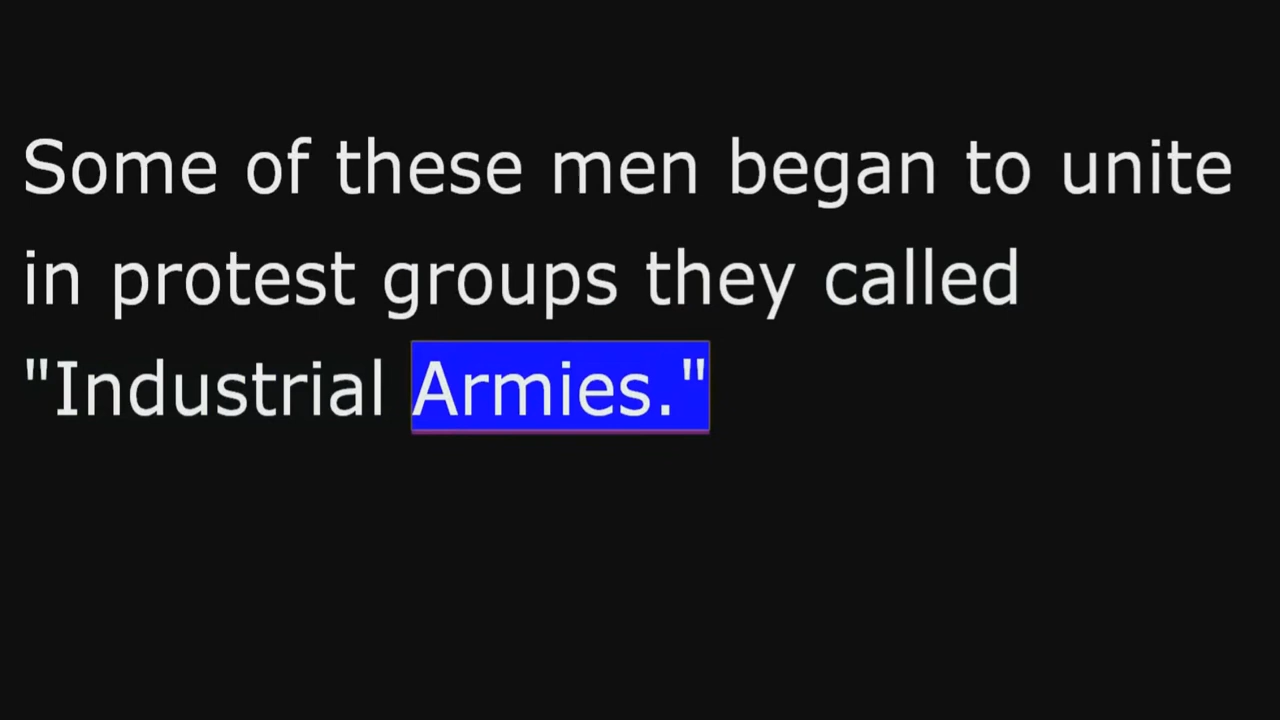 Some of these men began to unite
in protest groups they called
"Industrial Armies."